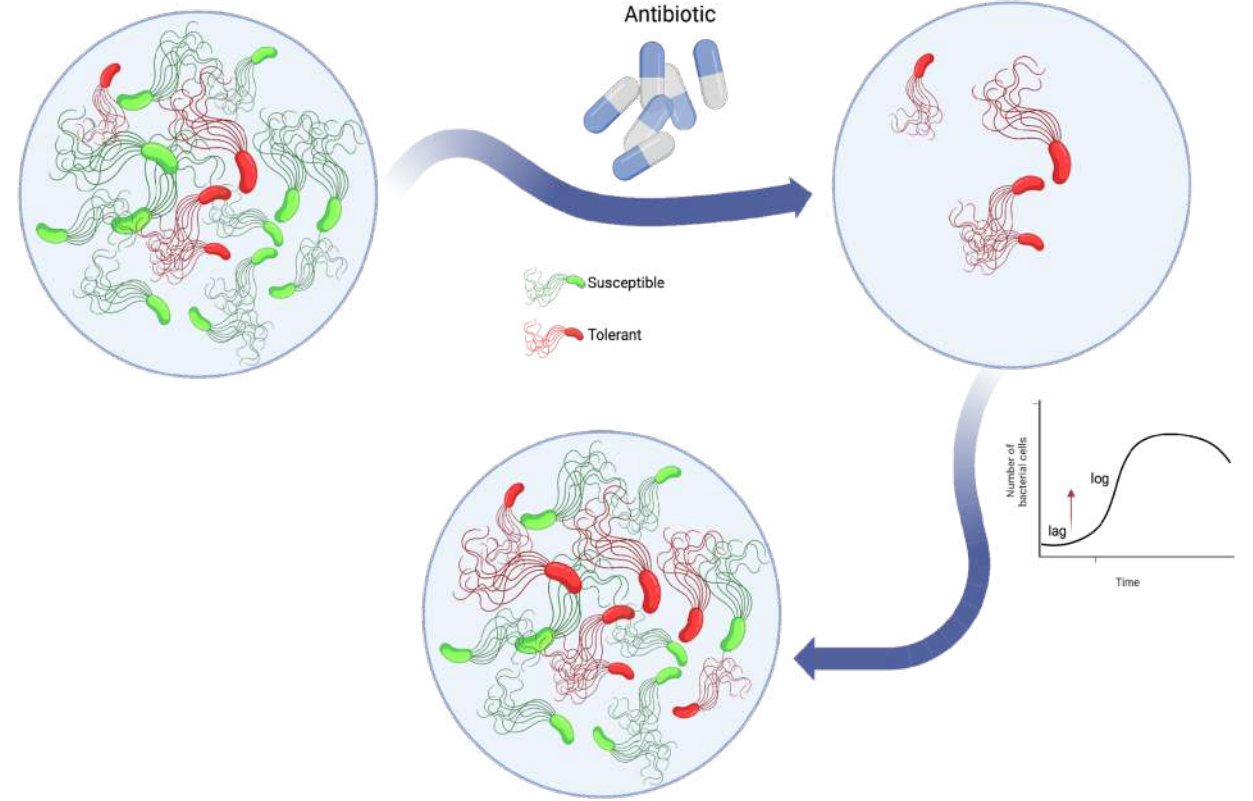 Antibiotic
Susceptible
Tolerant
Number of
bacterial cells
log
lag
Time